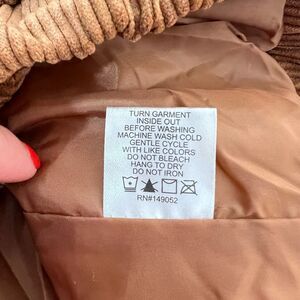 TURN GARMENT
INSIDE OUT
BEFORE WASHING
MACHINE WASH COLD
GENTLE CYCLE
WITH LIKE COLORS
DO NOT BLEACH
HANG TO DRY
DO NOT IRON
RN#149052